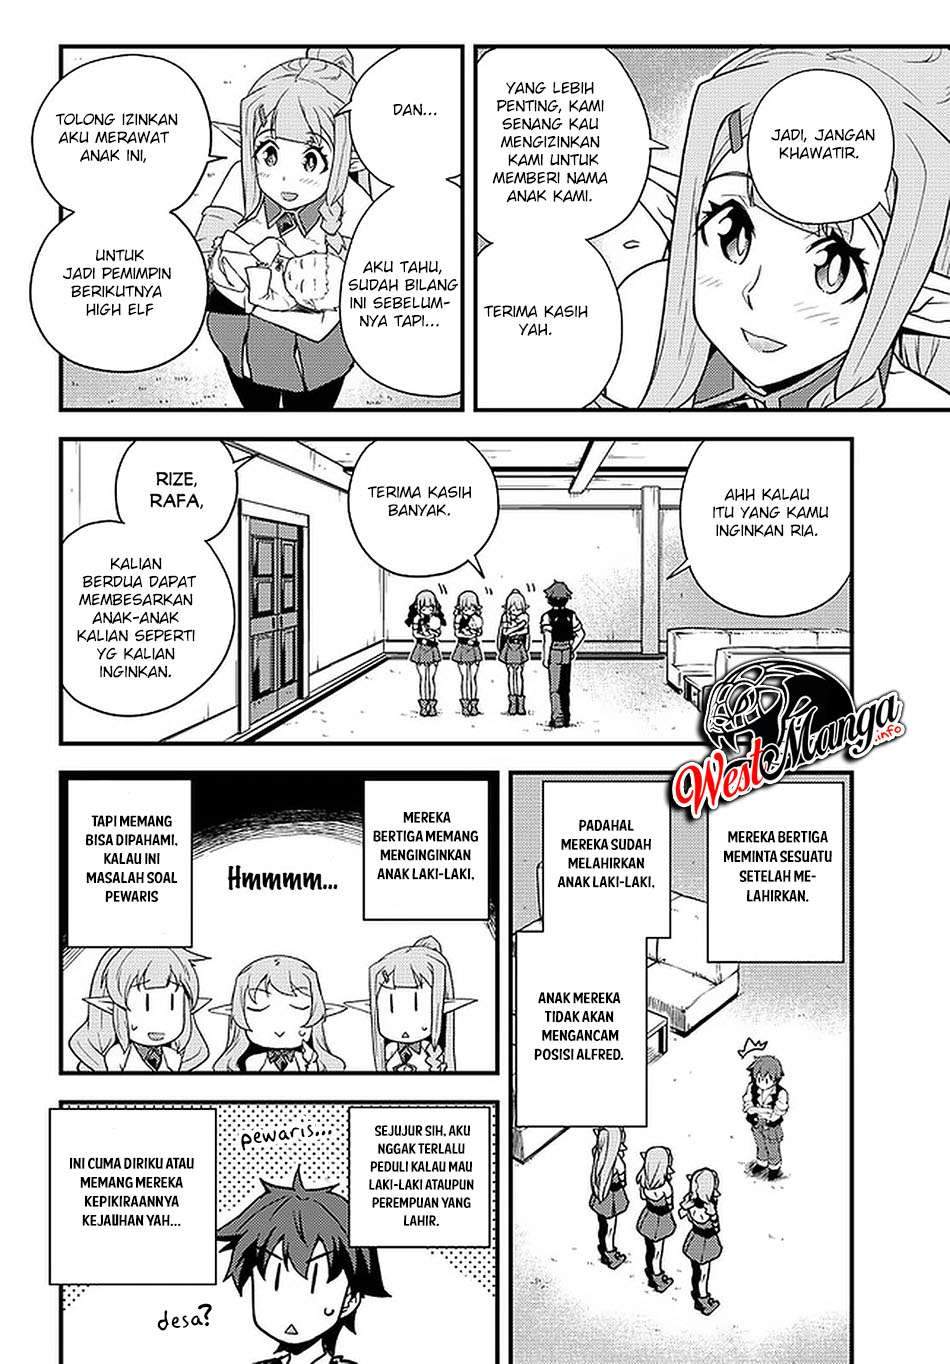 JADI, JANGAN
KHAWATIR.
YANG LEBIH
PENTING, KAMI
SENANG KAU
MENGIZINKAN
KAMI UNTUK
MEMBERI NAMA
ANAK KAMI.
TERIMA KASIH
YAH.
DAN...
AKU TAHU,
SUDAH BILANG
INI SEBELUM-
NYA TAPI...
TOLONG IZINKAN
AKU MERAWAT
ANAK INI,
UNTUK
JADI PEMIMPIN
BERIKUTNYA
HIGH ELF
AHH KALAU
ITU YANG KAMU
INGINKAN RIA.
TERIMA KASIH
BANYAK.
RIZE,
RAFA,
KALIAN
BERDUA DAPAT
MEMBESARKAN
ANAK-ANAK
KALIAN SEPERTI
YG KALIAN
INGINKAN.
WestManga
.info
MEREKA BERTIGA
MEMINTA SESUATU
SETELAH ME-
LAHIRKAN.
PADAHAL
MEREKA SUDAH
MELAHIRKAN
ANAK LAKI-LAKI.
ANAK MEREKA
TIDAK AKAN
MENGANCAM
POSISI ALFRED.
MEREKA
BERTIGA MEMANG
MENGINGINKAN
ANAK LAKI-LAKI.
Hmmmm...
TAPI MEMANG
BISA DIPAHAMI.
KALAU INI
MASALAH SOAL
PEWARIS
SEJUJUR SIH, AKU
NGGAK TERLALU
PEDULI KALAU MAU
LAKI-LAKI ATAUPUN
PEREMPUAN YANG
LAHIR.
pewaris...
INI CUMA DIRIKU ATAU
MEMANG MEREKA
KEPIKIRAANNYA
KEJAUHAN YAH...
desa?